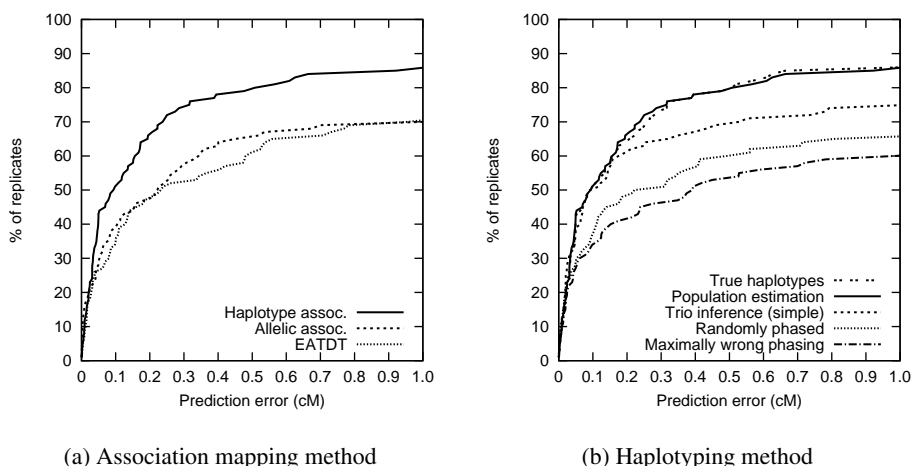 100
90
80
70
60
50
40
30
20
10
0
% of replicates
Haplotype assoc.
Allelic assoc.
EATDT
0 0.1 0.2 0.3 0.4 0.5 0.6 0.7 0.8 0.9 1.0
Prediction error (cM)
(a) Association mapping method
100
90
80
70
60
50
40
30
20
10
0
% of replicates
True haplotypes
Population estimation
Trio inference (simple)
Randomly phased
Maximally wrong phasing
0 0.1 0.2 0.3 0.4 0.5 0.6 0.7 0.8 0.9 1.0
Prediction error (cM)
(b) Haplotyping method